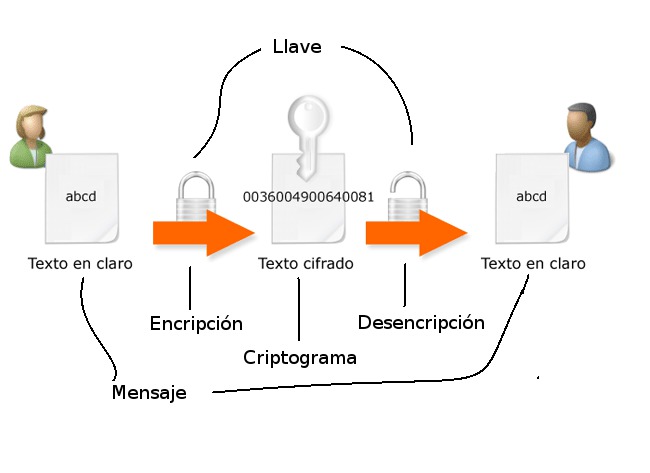 Llave
abcd
0036004900640081
abcd
Texto en claro
Texto cifrado
Texto en claro
Encripción
Desencripción
Criptograma
Mensaje